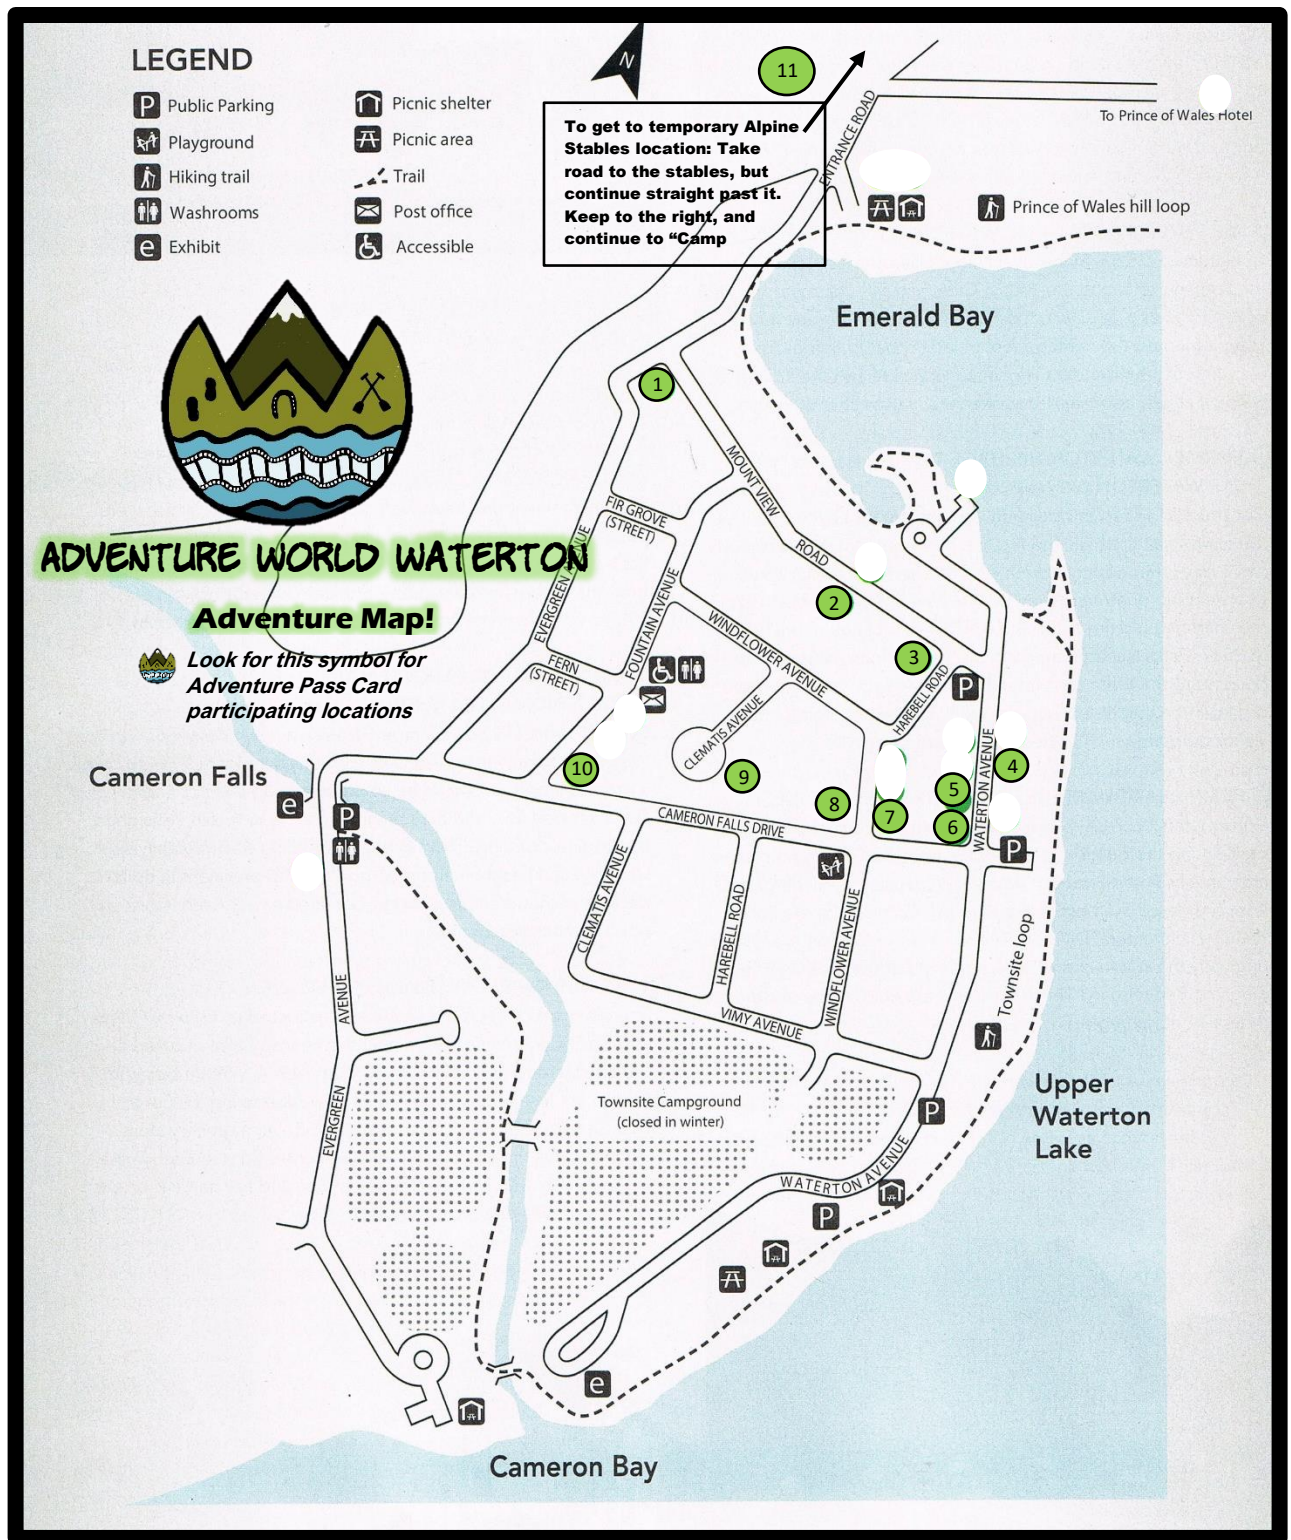 LEGEND
P Public Parking
Playground
Hiking trail
Washrooms
e Exhibit
Picnic shelter
Picnic area
Trail
Post office
Accessible
N
11
To get to temporary Alpine
Stables location: Take
road to the stables, but
continue straight past it.
Keep to the right, and
continue to “Camp
ENTRANCE ROAD
To Prince of Wales Hotel
Prince of Wales hill loop
Emerald Bay
ADVENTURE WORLD WATERTON
Adventure Map!
Look for this symbol for
Adventure Pass Card
participating locations
1
MOUNT VIEW
ROAD
FIR GROVE
(STREET)
EVERGREEN AVENUE
FOUNTAIN AVENUE
2
WINDFLOWER AVENUE
3
HAREBELL ROAD
P
FERN
(STREET)
CLEMATIS AVENUE
WATERTON AVENUE
4
5
6
7
8
9
10
Cameron Falls
e
P
CAMERON FALLS DRIVE
P
CLEMATIS AVENUE
HAREBELL ROAD
WINDFLOWER AVENUE
Townsite loop
AVENUE
VIMY AVENUE
EVERGREEN
Townsite Campground
(closed in winter)
P
Upper
Waterton
Lake
WATERTON AVENUE
P
e
Cameron Bay